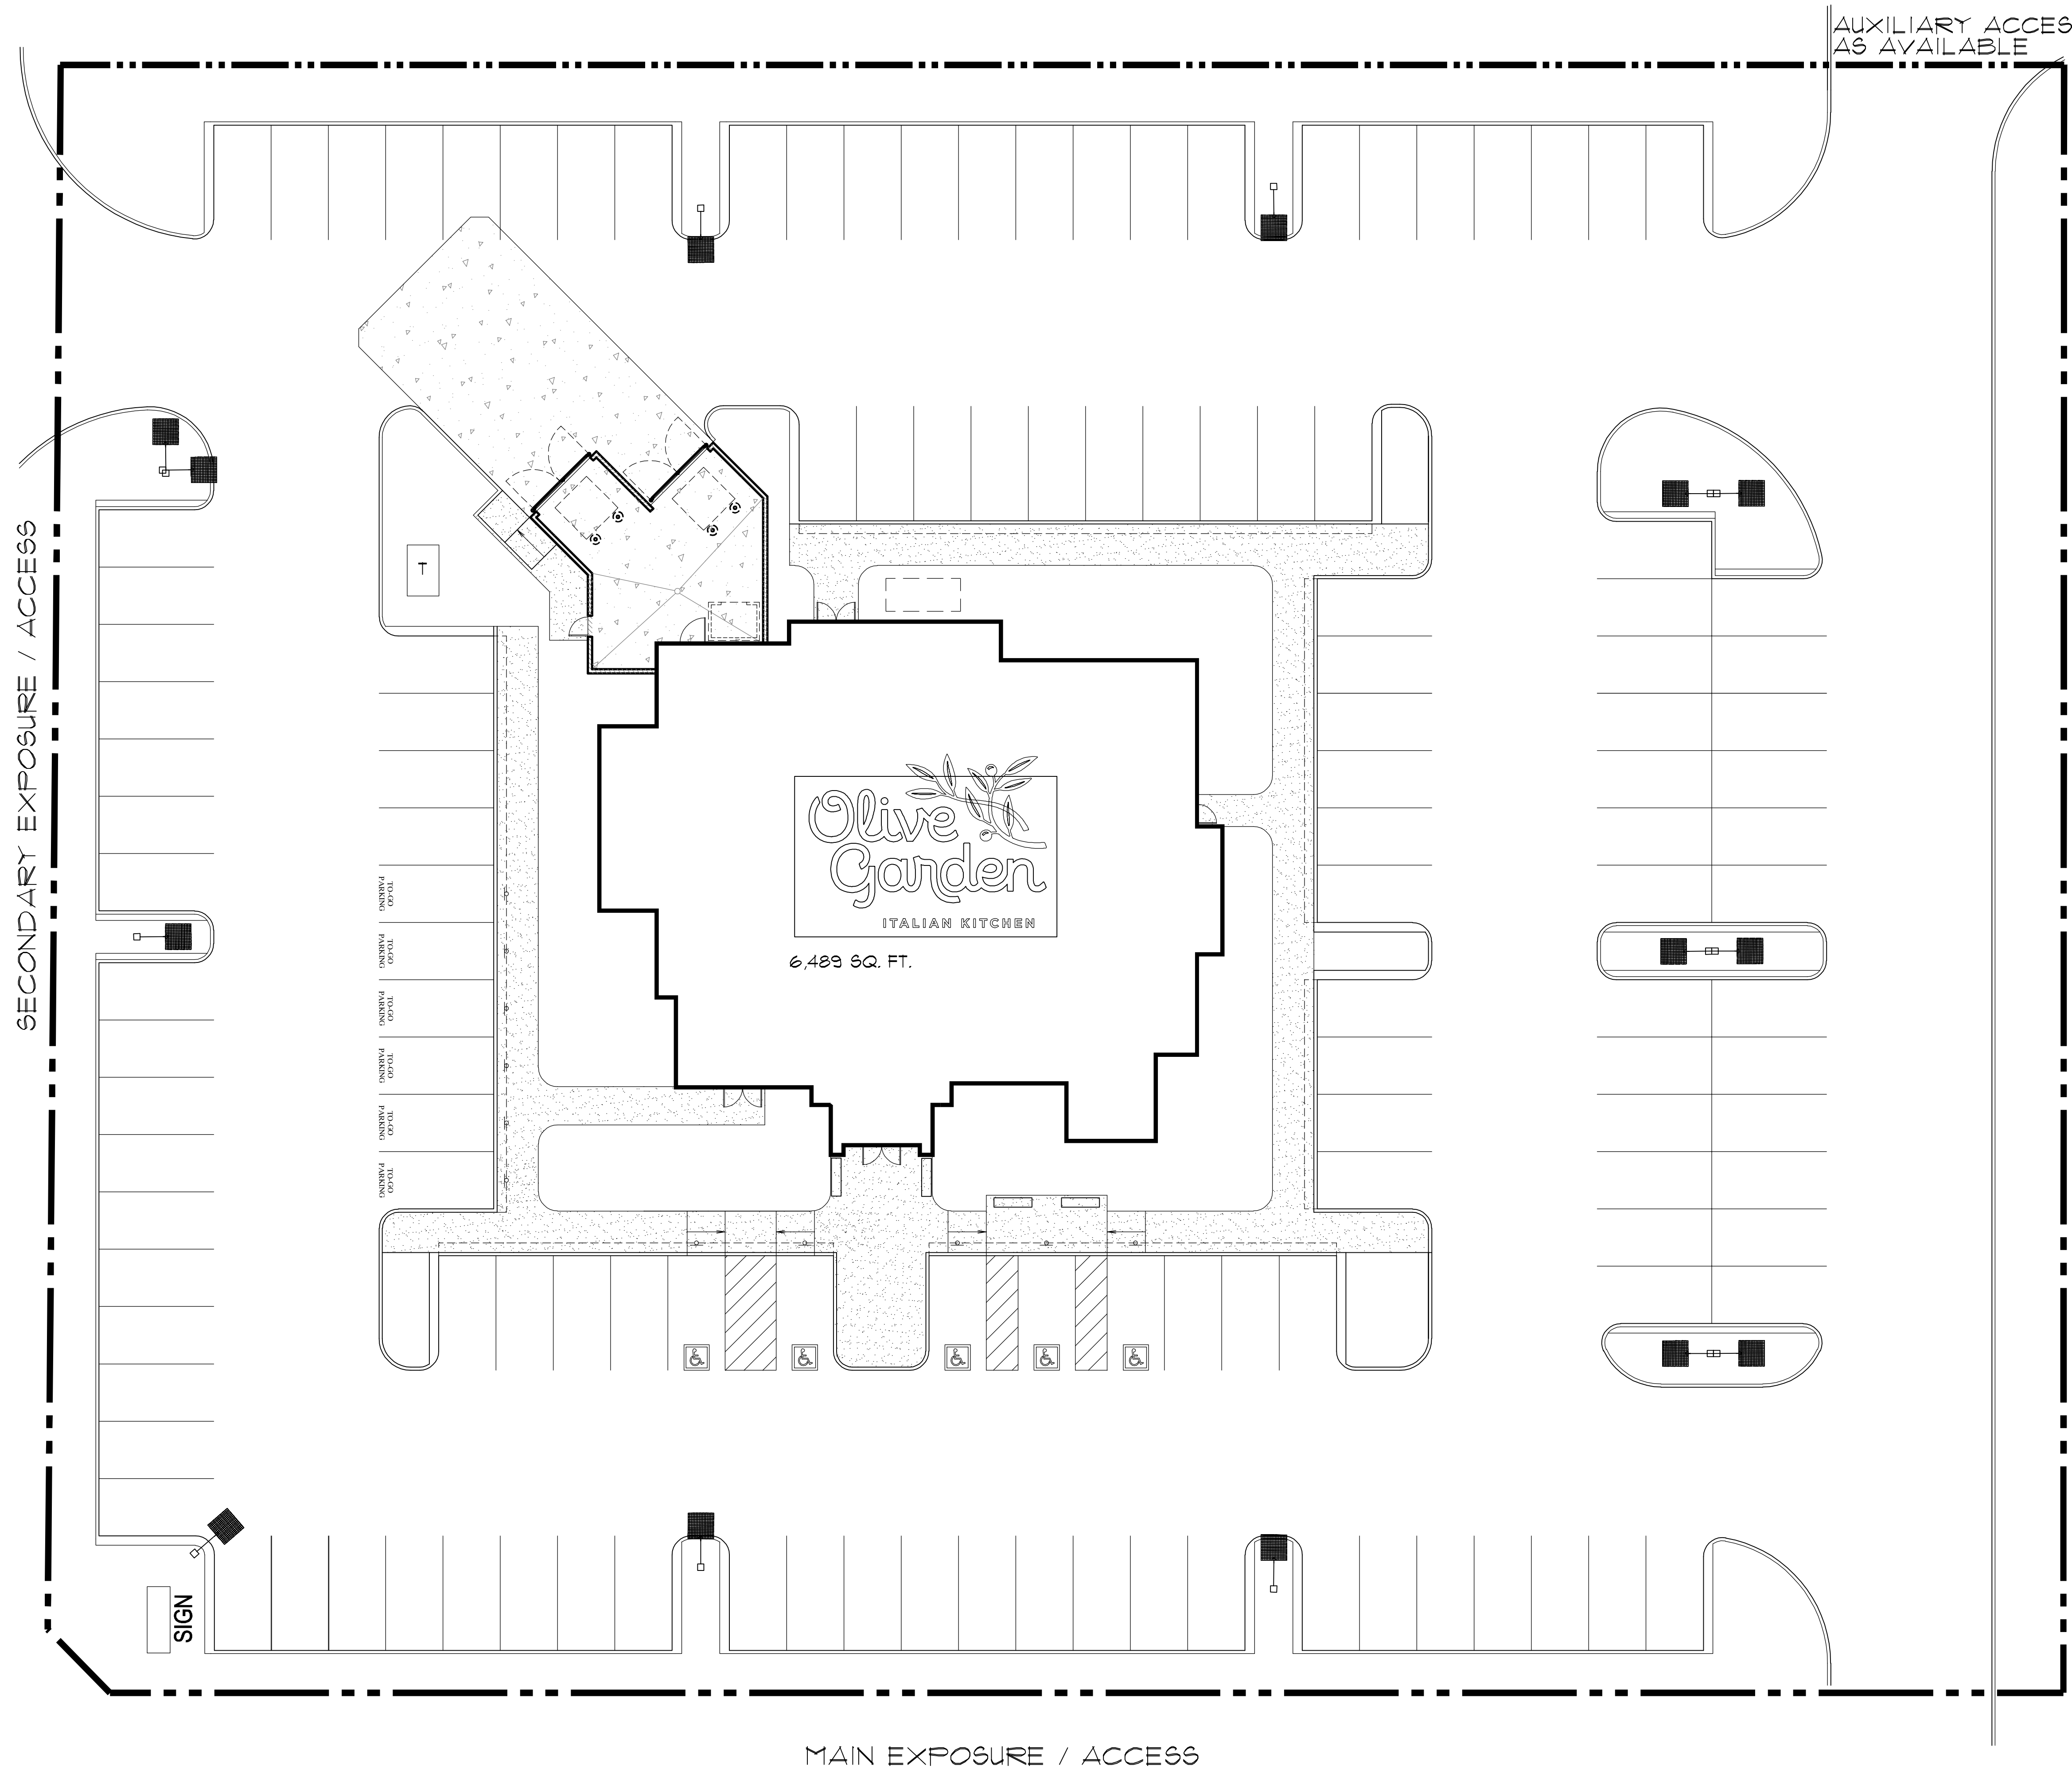 AUXILIARY ACCES
AS AVAILABLE
SECONDARY EXPOSURE / ACCESS
T
Olive
Garden
ITALIAN KITCHEN
6,489 SQ. FT.
TO-GO
PARKING
TO-GO
PARKING
TO-GO
PARKING
TO-GO
PARKING
TO-GO
PARKING
TO-GO
PARKING
SIGN
MAIN EXPOSURE / ACCESS